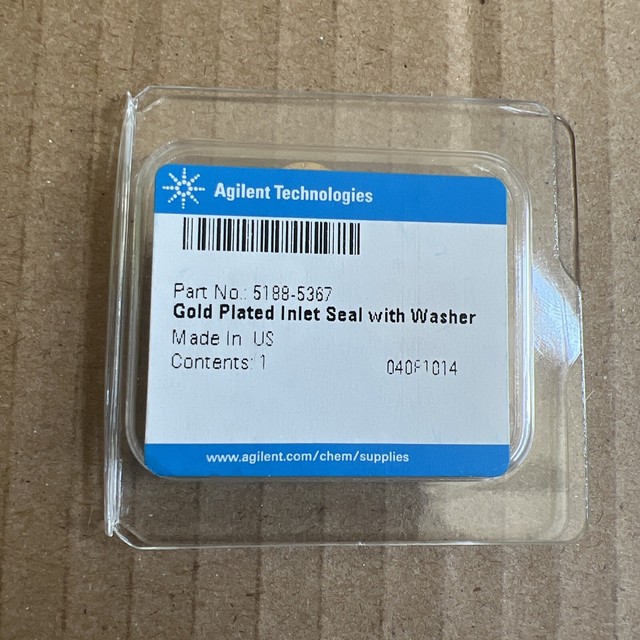 Agilent Technologies
Part No.: 5188-5367
Gold Plated Inlet Seal with Washer
Made In US
Contents: 1
www.agilent.com/chem/supplies